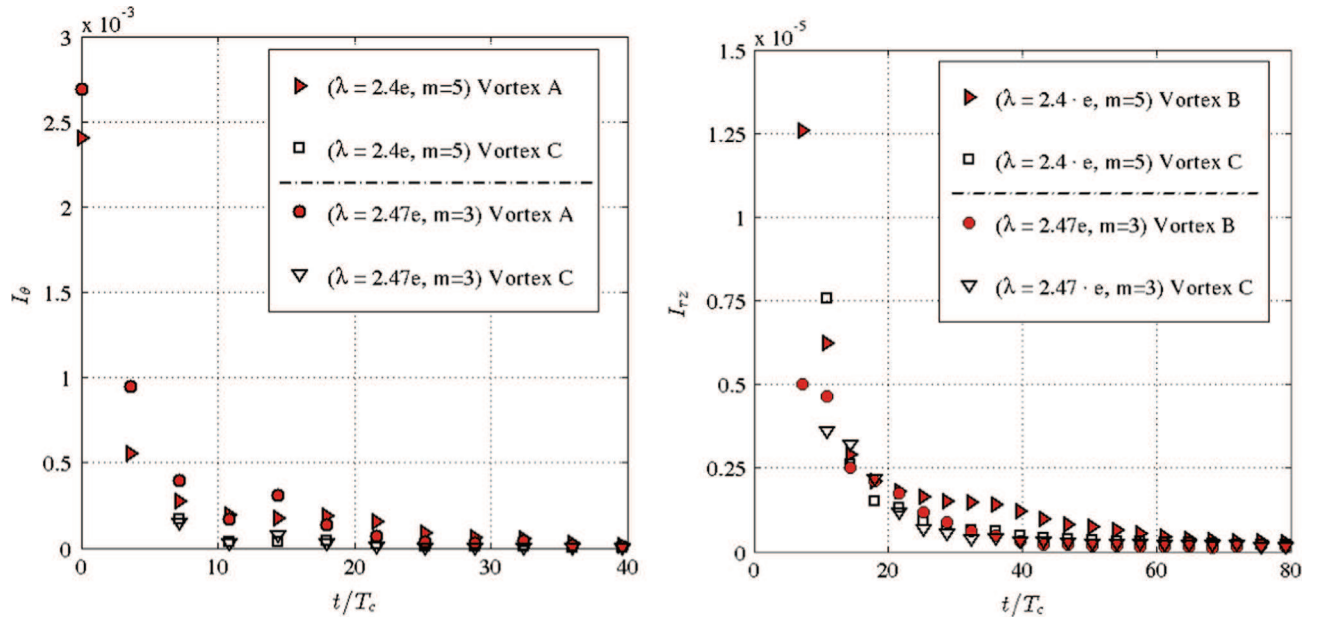 x 10⁻³
3
2.5
2
1.5
1
0.5
0
0
10
20
30
40
I_θ
t/T_c
(λ = 2.4e, m=5) Vortex A
(λ = 2.4e, m=5) Vortex C
(λ = 2.47e, m=3) Vortex A
(λ = 2.47e, m=3) Vortex C
x 10⁻⁵
1.5
1.25
1
0.75
0.5
0.25
0
0
20
40
60
80
I_rz
t/T_c
(λ = 2.4 · e, m=5) Vortex B
(λ = 2.4 · e, m=5) Vortex C
(λ = 2.47e, m=3) Vortex B
(λ = 2.47 · e, m=3) Vortex C